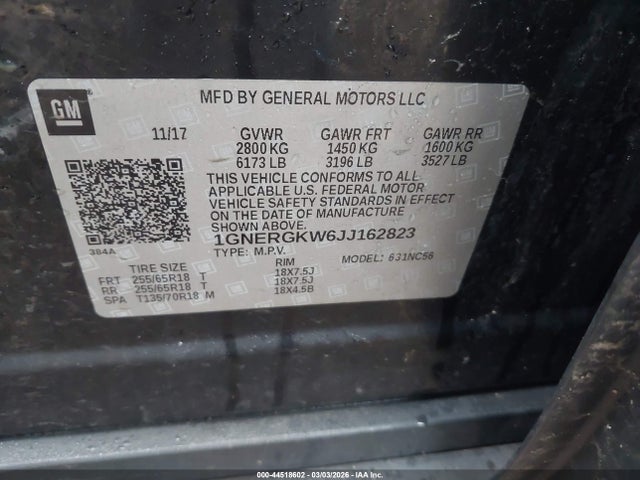 GM
MFD BY GENERAL MOTORS LLC
11/17 GVWR GAWR FRT GAWR RR
2800 KG 1450 KG 1600 KG
6173 LB 3196 LB 3527 LB
THIS VEHICLE CONFORMS TO ALL
APPLICABLE U.S. FEDERAL MOTOR
VEHICLE SAFETY STANDARDS IN EFFECT
ON THE DATE OF MANUFACTURE
SHOWN ABOVE.
384A
1GNERGKW6JJ162823
TYPE: M.P.V. MODEL: 631NC56
TIRE SIZE RIM
FRT 255/65R18 T 18X7.5J
RR 255/65R18 T 18X7.5J
SPA T135/70R18 M 18X4.5B
000-44518602 - 03/03/2026 - IAA Inc.